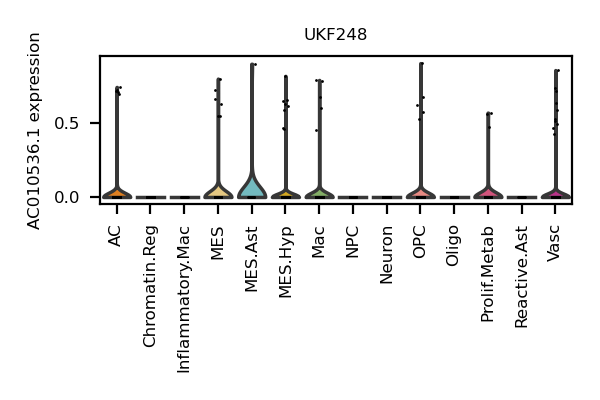 UKF248
AC010536.1 expression
0.5
0.0
AC
Chromatin.Reg
Inflammatory.Mac
MES
MES.Ast
MES.Hyp
Mac
NPC
Neuron
OPC
Oligo
Prolif.Metab
Reactive.Ast
Vasc